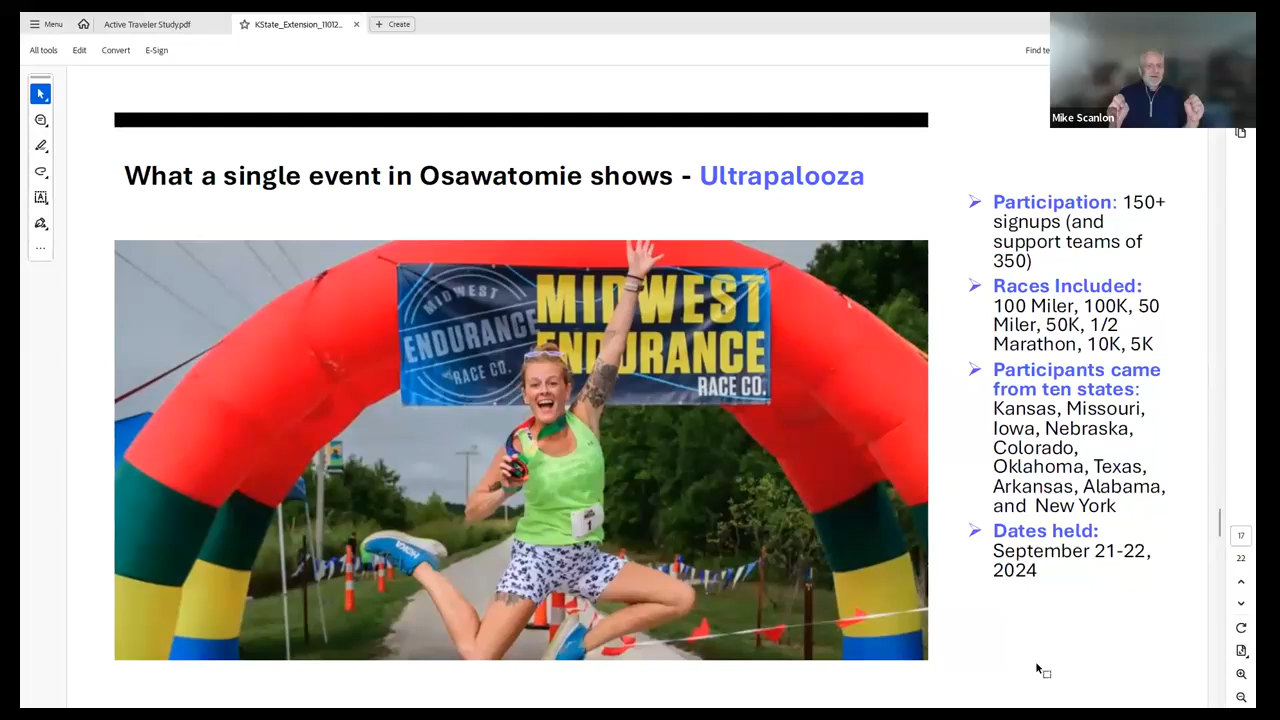 Menu
Active Traveler Study.pdf
KState_Extension_11012...
Create
All tools
Edit
Convert
E-Sign
Find te
Mike Scanlon
What a single event in Osawatomie shows - Ultrapalooza
MIDWEST
ENDURANCE
RACE CO.
MIDWEST
ENDURANCE
RACE CO.
1
HOKA
Participation: 150+
signups (and
support teams of
350)
Races Included:
100 Miler, 100K, 50
Miler, 50K, 1/2
Marathon, 10K, 5K
Participants came
from ten states:
Kansas, Missouri,
Iowa, Nebraska,
Colorado,
Oklahoma, Texas,
Arkansas, Alabama,
and New York
Dates held:
September 21-22,
2024
17
22